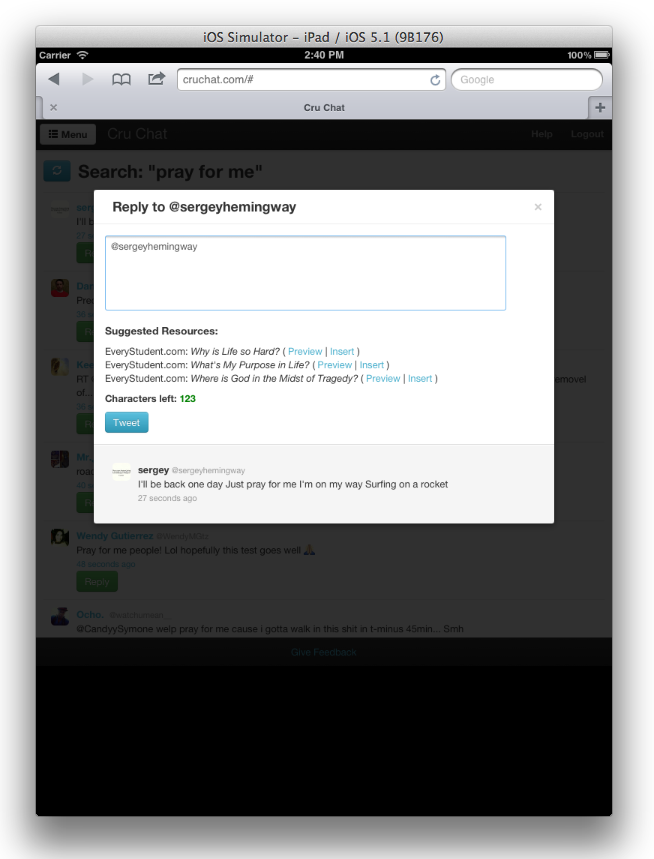 iOS Simulator – iPad / iOS 5.1 (9B176)
Carrier 2:40 PM 100%
cruchat.com/# Google
Cru Chat
Menu Cru Chat Help Logout
Search: "pray for me"
Reply to @sergeyhemingway ×
@sergeyhemingway
Suggested Resources:
EveryStudent.com: Why is Life so Hard? ( Preview | Insert )
EveryStudent.com: What's My Purpose in Life? ( Preview | Insert )
EveryStudent.com: Where is God in the Midst of Tragedy? ( Preview | Insert )
Characters left: 123
Tweet
sergey @sergeyhemingway
I'll be back one day Just pray for me I'm on my way Surfing on a rocket
27 seconds ago
Wendy Gutierrez @WendyMGtz
Pray for me people! Lol hopefully this test goes well 🙏
48 seconds ago
Reply
Ocho.
@CandyySymone welp pray for me cause i gotta walk in this shit in t-minus 45min... Smh
Give Feedback